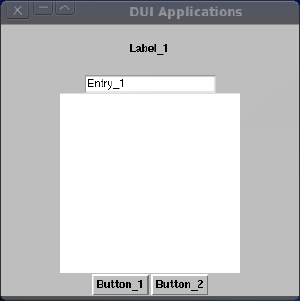 DUI Applications
Label_1
Entry_1
Button_1 Button_2